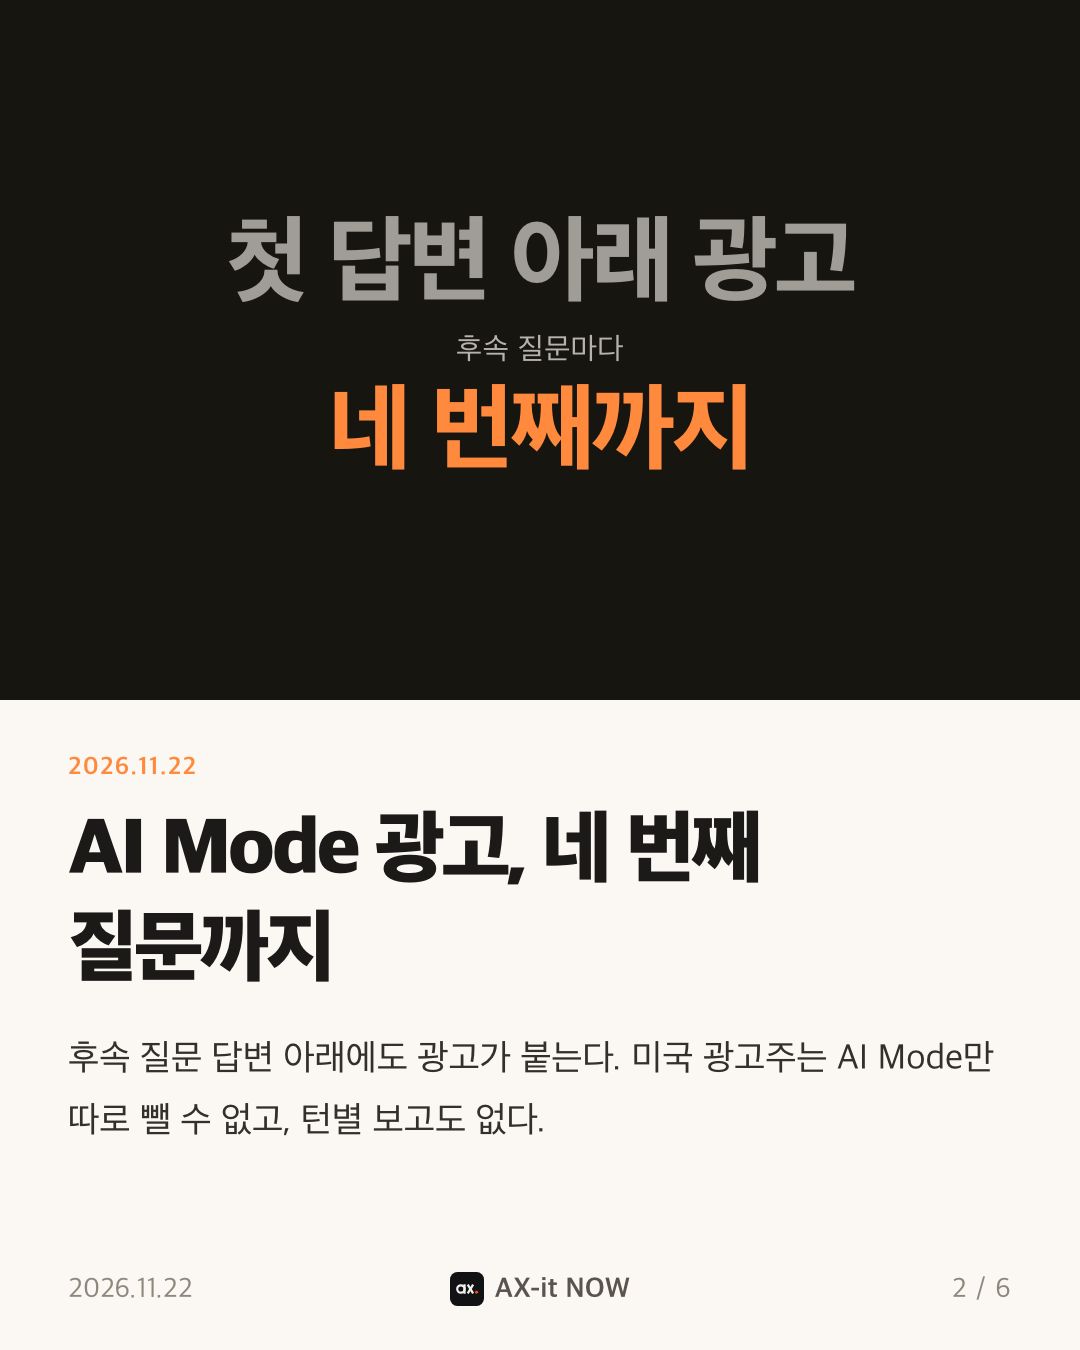 첫 답변 아래 광고
후속 질문마다
네 번째까지
2026.11.22
AI Mode 광고, 네 번째
질문까지
후속 질문 답변 아래에도 광고가 붙는다. 미국 광고주는 AI Mode만
따로 뺄 수 없고, 턴별 보고도 없다.
2026.11.22
ax. AX-it NOW
2 / 6